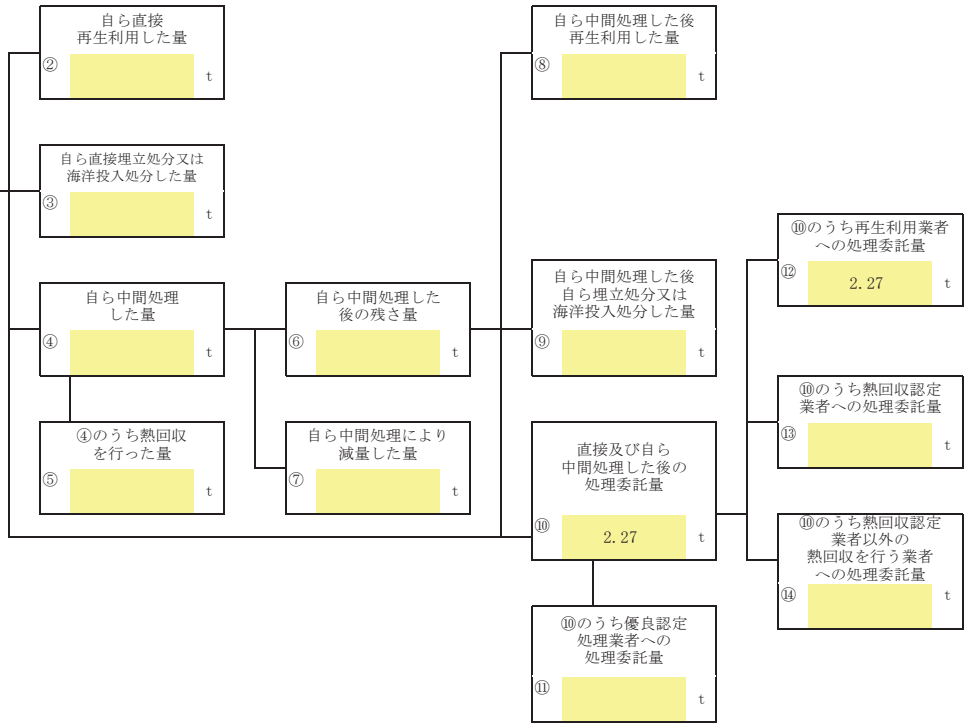 自ら直接
再生利用した量
②
t
自ら直接埋立処分又は
海洋投入処分した量
③
t
自ら中間処理
した量
④
t
④のうち熱回収
を行った量
⑤
t
自ら中間処理した
後の残さ量
⑥
t
自ら中間処理により
減量した量
⑦
t
自ら中間処理した後
再生利用した量
⑧
t
自ら中間処理した後
自ら埋立処分又は
海洋投入処分した量
⑨
t
直接及び自ら
中間処理した後の
処理委託量
⑩
2.27 t
⑩のうち優良認定
処理業者への
処理委託量
⑪
t
⑩のうち再生利用業者
への処理委託量
⑫
2.27 t
⑩のうち熱回収認定
業者への処理委託量
⑬
t
⑩のうち熱回収認定
業者以外の
熱回収を行う業者
への処理委託量
⑭
t